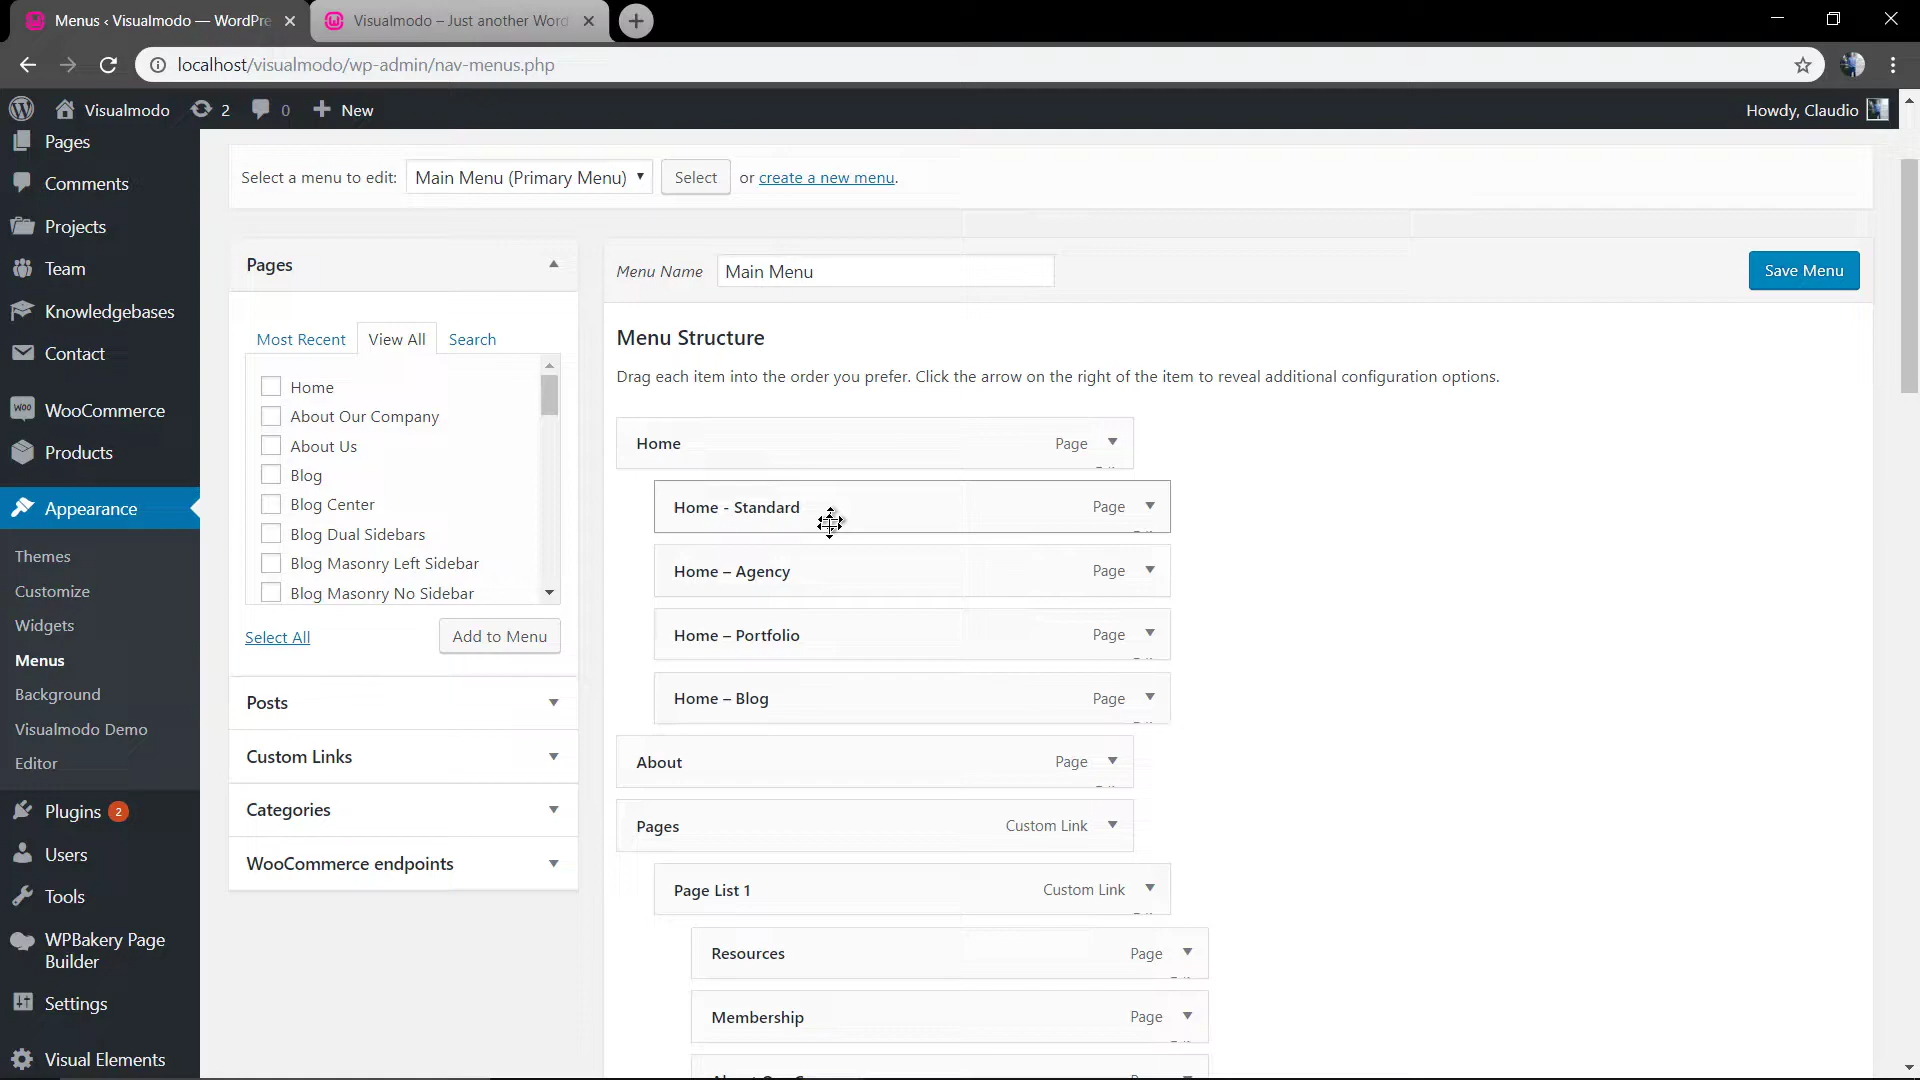 Menus ‹ Visualmodo — WordPre
Visualmodo – Just another Word
localhost/visualmodo/wp-admin/nav-menus.php
Visualmodo 2 0 New
Howdy, Claudio
Pages
Comments
Projects
Team
Knowledgebases
Contact
WooCommerce
Products
Appearance
Themes
Customize
Widgets
Menus
Background
Visualmodo Demo
Editor
Plugins 2
Users
Tools
WPBakery Page
Builder
Settings
Visual Elements
Select a menu to edit: Main Menu (Primary Menu) Select or create a new menu.
Pages
Most Recent View All Search
Home
About Our Company
About Us
Blog
Blog Center
Blog Dual Sidebars
Blog Masonry Left Sidebar
Blog Masonry No Sidebar
Select All Add to Menu
Posts
Custom Links
Categories
WooCommerce endpoints
Menu Name Main Menu Save Menu
Menu Structure
Drag each item into the order you prefer. Click the arrow on the right of the item to reveal additional configuration options.
Home Page
Home - Standard Page
Home – Agency Page
Home – Portfolio Page
Home – Blog Page
About Page
Pages Custom Link
Page List 1 Custom Link
Resources Page
Membership Page